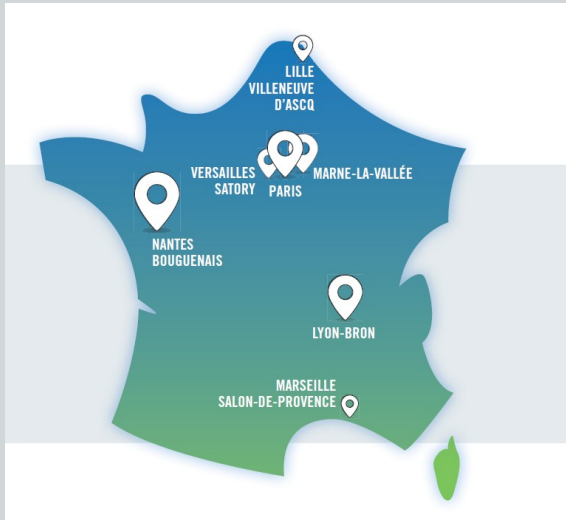 LILLE
VILLENEUVE
D'ASCQ
VERSAILLES
SATORY
PARIS
MARNE-LA-VALLÉE
NANTES
BOUGUENAIS
LYON-BRON
MARSEILLE
SALON-DE-PROVENCE